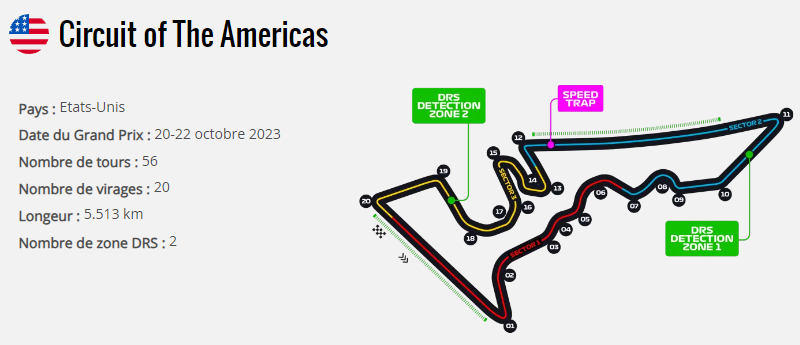 Circuit of The Americas
Pays : Etats-Unis
Date du Grand Prix : 20-22 octobre 2023
Nombre de tours : 56
Nombre de virages : 20
Longeur : 5.513 km
Nombre de zone DRS : 2
DRS
DETECTION
ZONE 2
SPEED
TRAP
11
SECTOR 2
12
15
19
SECTOR 3
14
13
08
06
10
09
20
17
16
07
05
04
18
DRS
DETECTION
ZONE 1
SECTOR 1
03
02
01